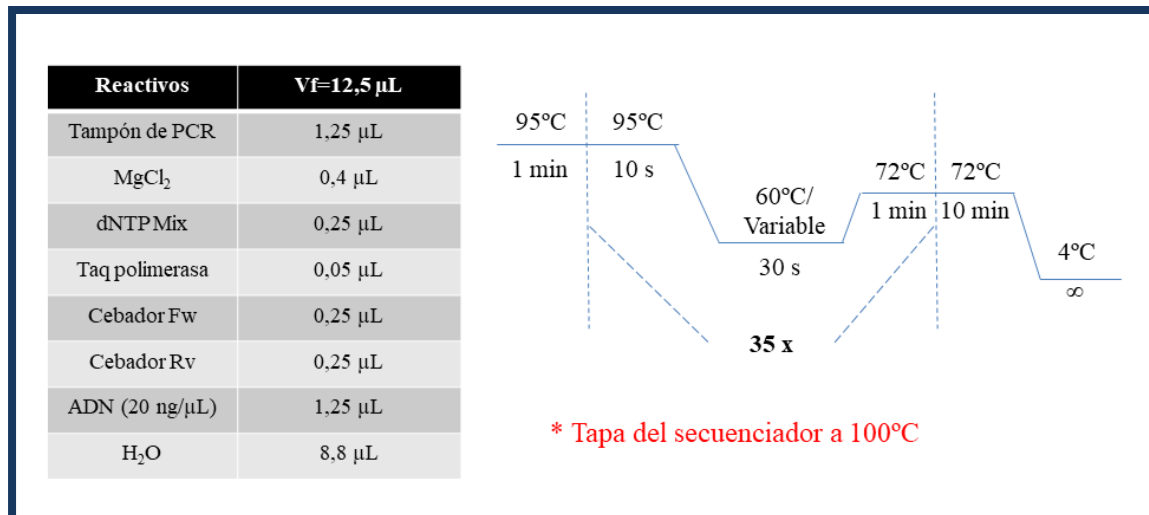 Reactivos Vf=12,5 µL
Tampón de PCR 1,25 µL
MgCl₂ 0,4 µL
dNTP Mix 0,25 µL
Taq polimerasa 0,05 µL
Cebador Fw 0,25 µL
Cebador Rv 0,25 µL
ADN (20 ng/µL) 1,25 µL
H₂O 8,8 µL
95ºC 95ºC
1 min 10 s
60ºC/
Variable
30 s
72ºC 72ºC
1 min 10 min
4ºC
∞
35 x
* Tapa del secuenciador a 100ºC